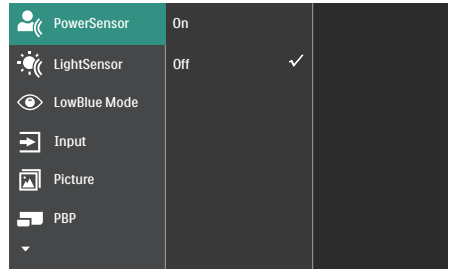 PowerSensor
On
LightSensor
Off
LowBlue Mode
Input
Picture
PBP